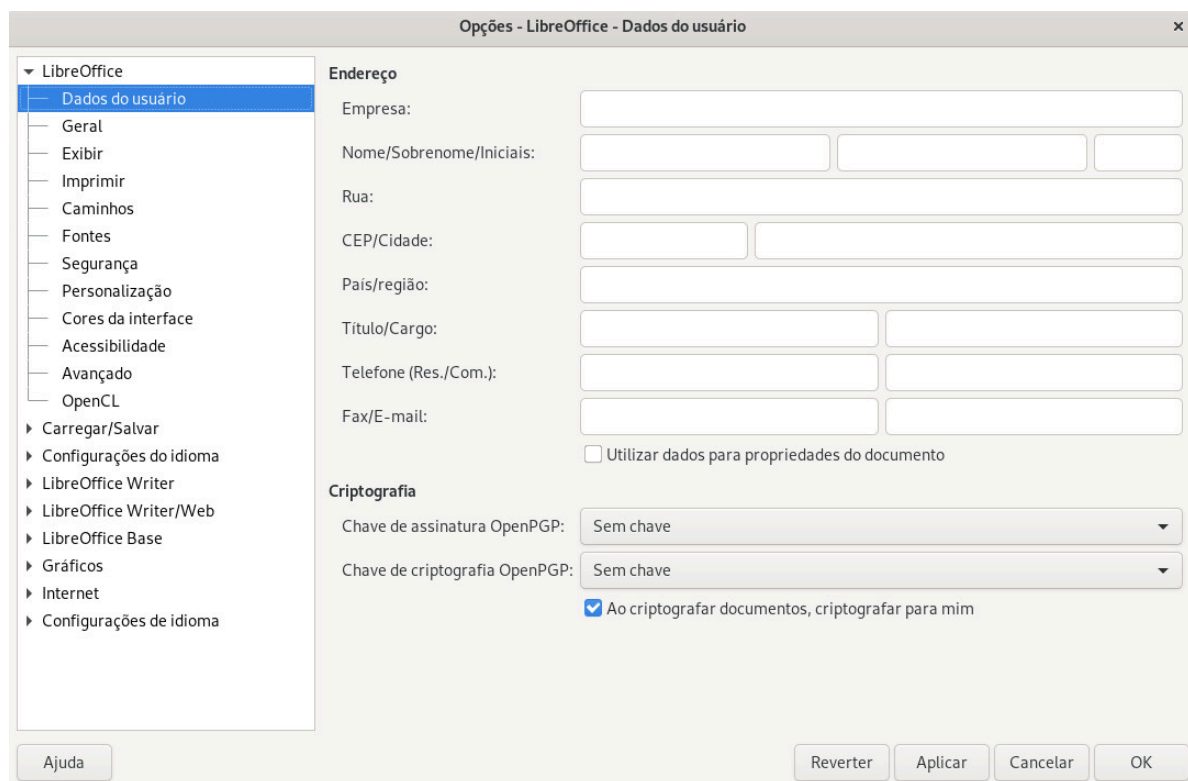 Opções - LibreOffice - Dados do usuário
LibreOffice
Dados do usuário
Geral
Exibir
Imprimir
Caminhos
Fontes
Segurança
Personalização
Cores da interface
Acessibilidade
Avançado
OpenCL
Carregar/Salvar
Configurações do idioma
LibreOffice Writer
LibreOffice Writer/Web
LibreOffice Base
Gráficos
Internet
Configurações de idioma
Endereço
Empresa:
Nome/Sobrenome/Iniciais:
Rua:
CEP/Cidade:
País/região:
Título/Cargo:
Telefone (Res./Com.):
Fax/E-mail:
Utilizar dados para propriedades do documento
Criptografia
Chave de assinatura OpenPGP: Sem chave
Chave de criptografia OpenPGP: Sem chave
Ao criptografar documentos, criptografar para mim
Ajuda Reverter Aplicar Cancelar OK